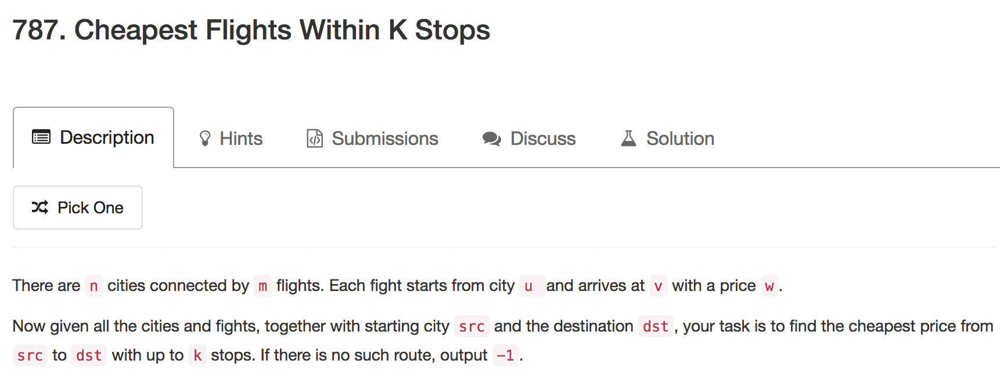 787. Cheapest Flights Within K Stops
Description Hints Submissions Discuss Solution
Pick One
There are n cities connected by m flights. Each fight starts from city u and arrives at v with a price w.
Now given all the cities and fights, together with starting city src and the destination dst, your task is to find the cheapest price from
src to dst with up to k stops. If there is no such route, output -1.